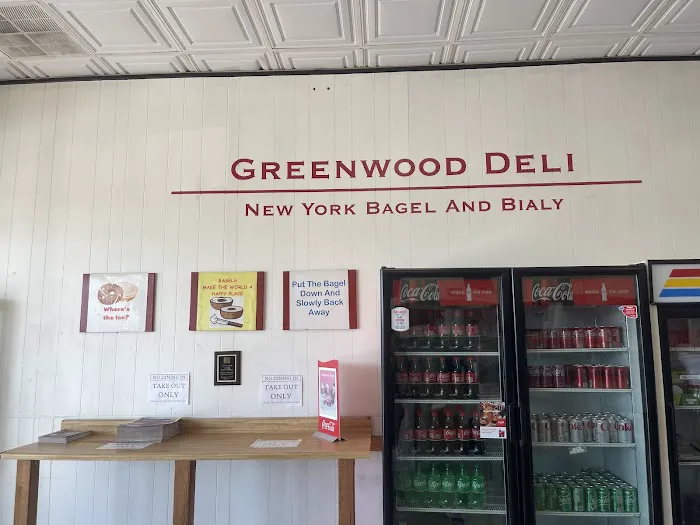 GREENWOOD DELI
NEW YORK BAGEL AND BIALY
Where's
the lox?
BAGELS
MAKE THE WORLD A
HAPPY PLACE
Put The Bagel
Down And
Slowly Back
Away
NO DINING IN
TAKE OUT
ONLY
NO DINING IN
TAKE OUT
ONLY
Coca-Cola
Coca-Cola
Coca-Cola